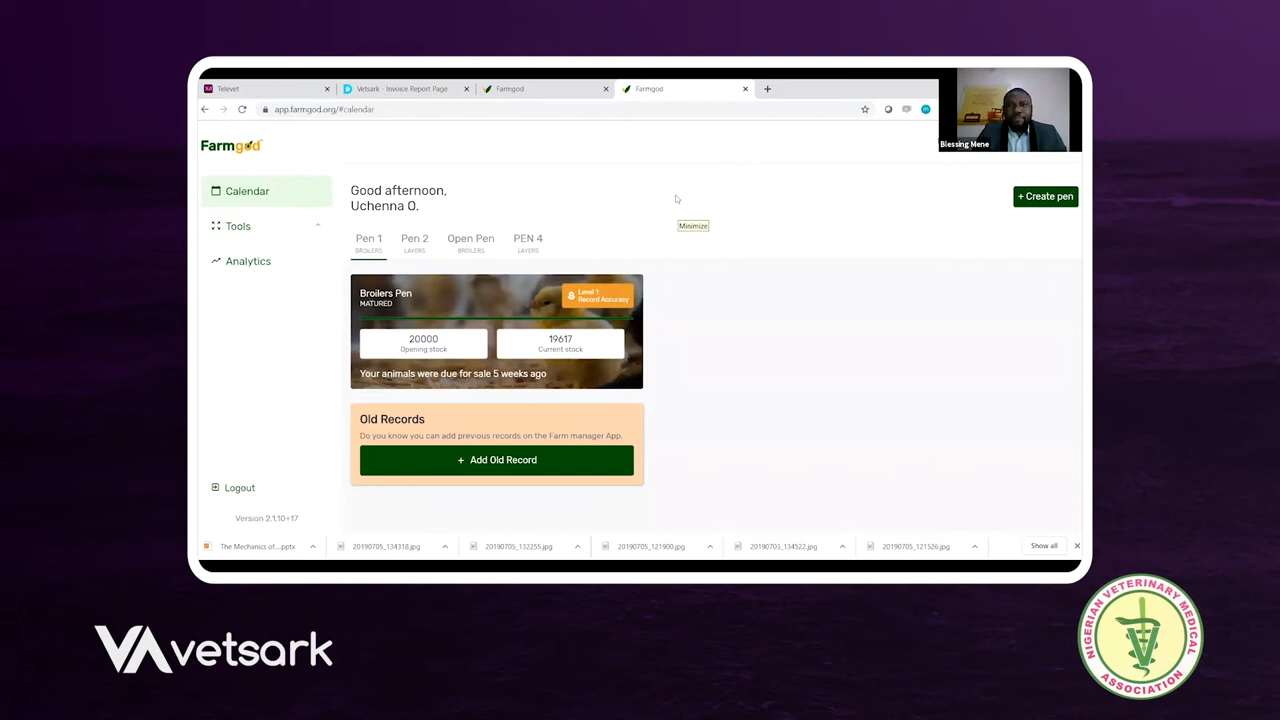 Televet
Vetsark - Invoice Report Page
Farmgod
Farmgod
app.farmgod.org/#calendar
Blessing Mene
Farmgod
Calendar
Tools
Analytics
Logout
Version 2.1.10+17
Good afternoon,
Uchenna O.
+ Create pen
Minimize
Pen 1
BROILERS
Pen 2
LAYERS
Open Pen
BROILERS
PEN 4
LAYERS
Broilers Pen
MATURED
8 Level 1:
Record Accuracy
20000
Opening stock
19617
Current stock
Your animals were due for sale 5 weeks ago
Old Records
Do you know you can add previous records on the Farm manager App.
+ Add Old Record
The Mechanics of....pptx
20190705_134318.jpg
20190705_132255.jpg
20190705_121900.jpg
20190703_134522.jpg
20190705_121526.jpg
Show all
vetsark
NIGERIAN VETERINARY MEDICAL
ASSOCIATION